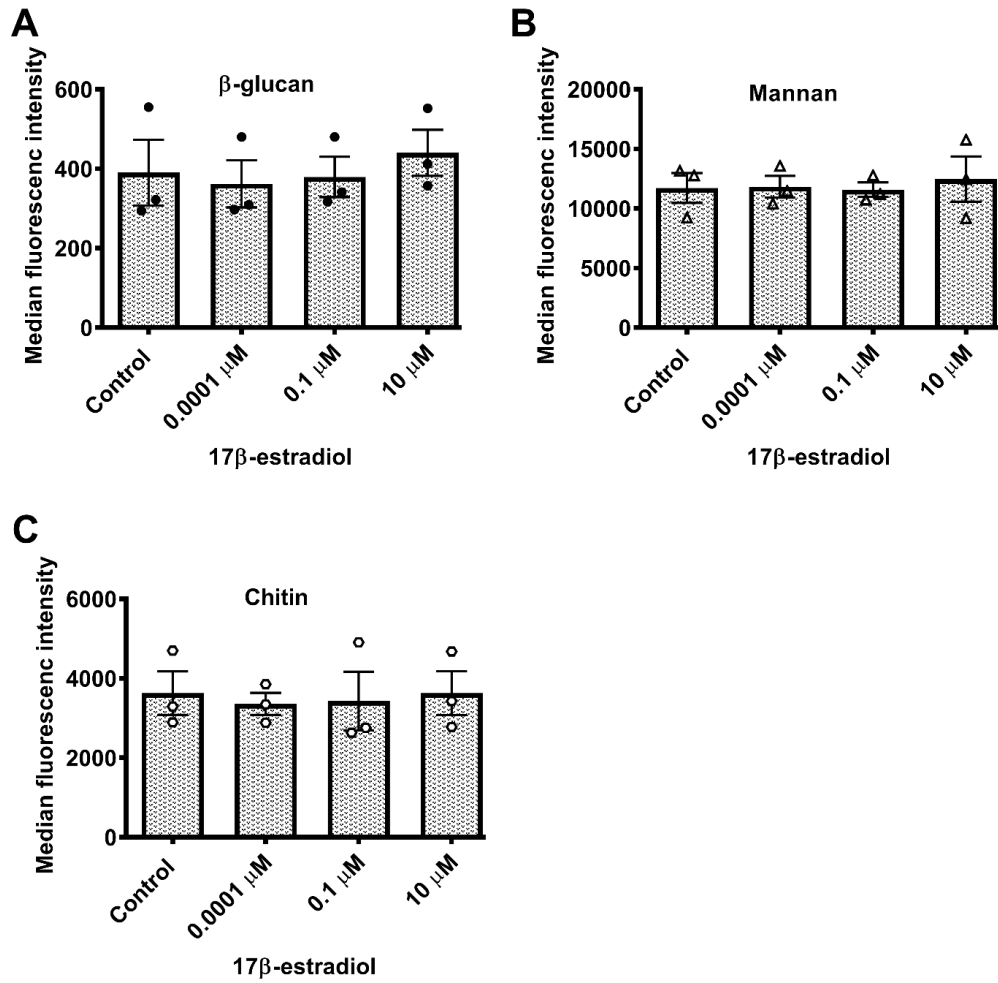 A
Median fluorescenc intensity
β-glucan
600
400
200
0
Control
0.0001 μM
0.1 μM
10 μM
17β-estradiol
B
Median fluorescenc intensity
Mannan
20000
15000
10000
5000
0
Control
0.0001 μM
0.1 μM
10 μM
17β-estradiol
C
Median fluorescenc intensity
Chitin
6000
4000
2000
0
Control
0.0001 μM
0.1 μM
10 μM
17β-estradiol